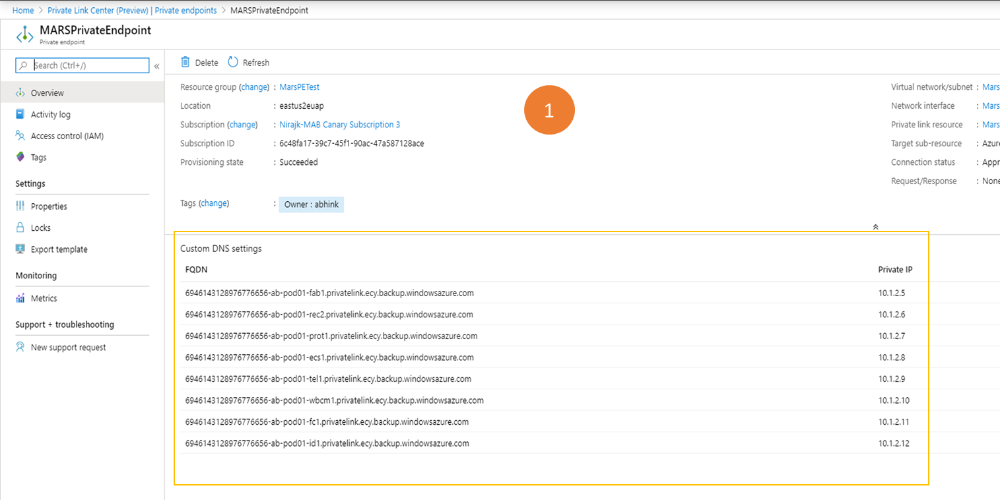 Home > Private Link Center (Preview) | Private endpoints > MARSPrivateEndpoint
MARSPrivateEndpoint
Private endpoint
Search (Ctrl+/)
«
Overview
Activity log
Access control (IAM)
Tags
Settings
Properties
Locks
Export template
Monitoring
Metrics
Support + troubleshooting
New support request
Delete Refresh
Resource group (change) : MarsPETest
Location : eastus2euap
Subscription (change) : Nirajk-MAB Canary Subscription 3
Subscription ID : 6c48fa17-39c7-45f1-90ac-47a587128ace
Provisioning state : Succeeded
Tags (change) : Owner : abhink
1
Virtual network/subnet : Mars
Network interface : Mars
Private link resource : Mars
Target sub-resource : Azure
Connection status : Appr
Request/Response : None
Custom DNS settings
FQDN Private IP
6946143128976776656-ab-pod01-fab1.privatelink.ecy.backup.windowsazure.com 10.1.2.5
6946143128976776656-ab-pod01-rec2.privatelink.ecy.backup.windowsazure.com 10.1.2.6
6946143128976776656-ab-pod01-prot1.privatelink.ecy.backup.windowsazure.com 10.1.2.7
6946143128976776656-ab-pod01-ecs1.privatelink.ecy.backup.windowsazure.com 10.1.2.8
6946143128976776656-ab-pod01-tel1.privatelink.ecy.backup.windowsazure.com 10.1.2.9
6946143128976776656-ab-pod01-wbcm1.privatelink.ecy.backup.windowsazure.com 10.1.2.10
6946143128976776656-ab-pod01-fc1.privatelink.ecy.backup.windowsazure.com 10.1.2.11
6946143128976776656-ab-pod01-id1.privatelink.ecy.backup.windowsazure.com 10.1.2.12